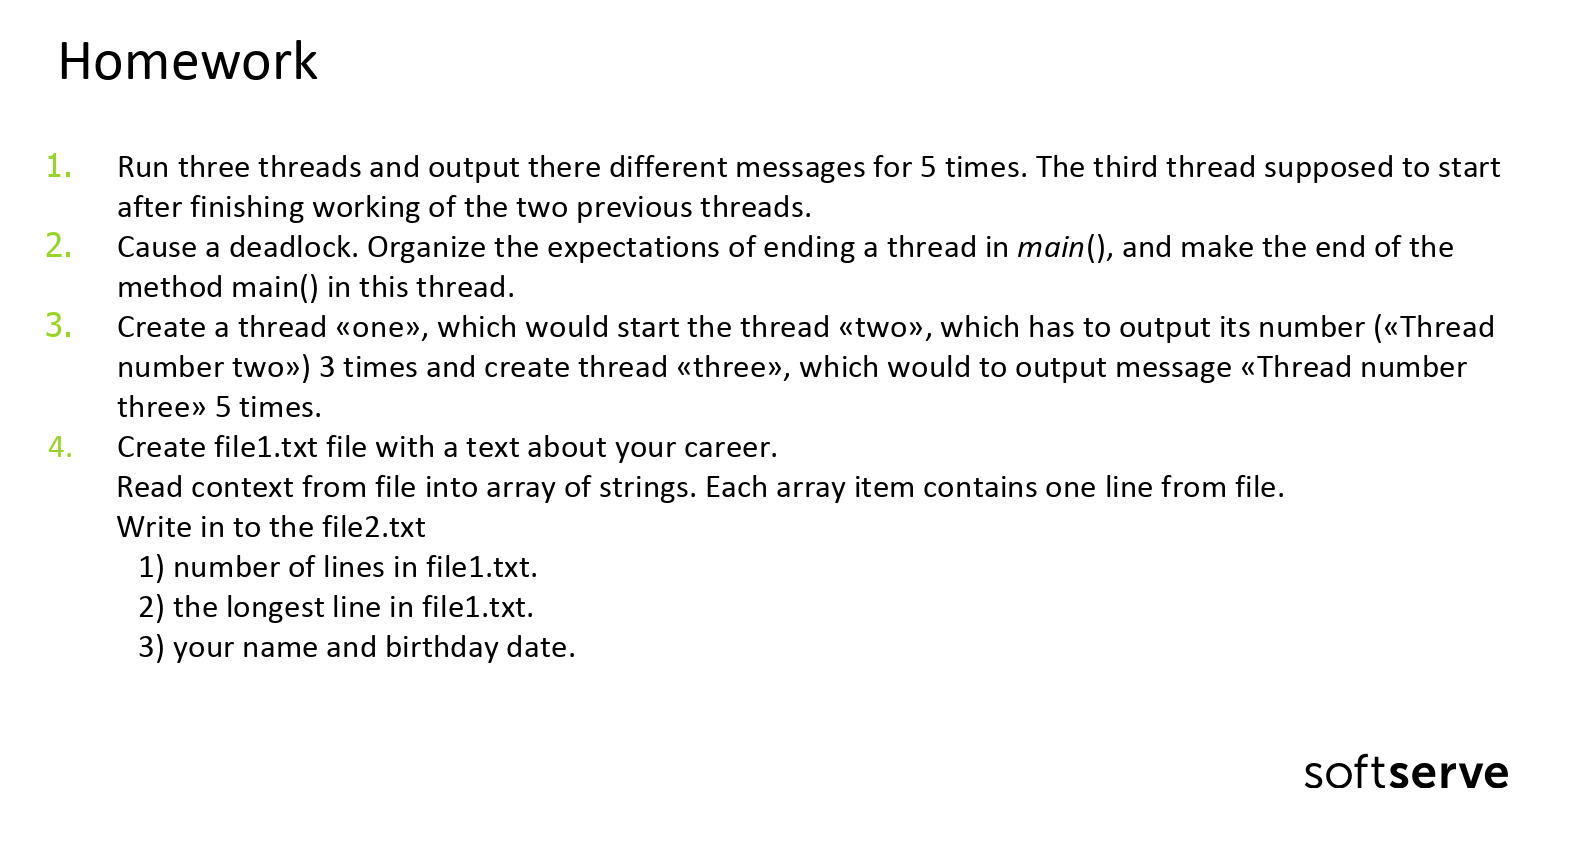 Homework
1. Run three threads and output there different messages for 5 times. The third thread supposed to start
after finishing working of the two previous threads.
2. Cause a deadlock. Organize the expectations of ending a thread in main(), and make the end of the
method main() in this thread.
3. Create a thread «one», which would start the thread «two», which has to output its number («Thread
number two») 3 times and create thread «three», which would to output message «Thread number
three» 5 times.
4. Create file1.txt file with a text about your career.
Read context from file into array of strings. Each array item contains one line from file.
Write in to the file2.txt
1) number of lines in file1.txt.
2) the longest line in file1.txt.
3) your name and birthday date.
softserve